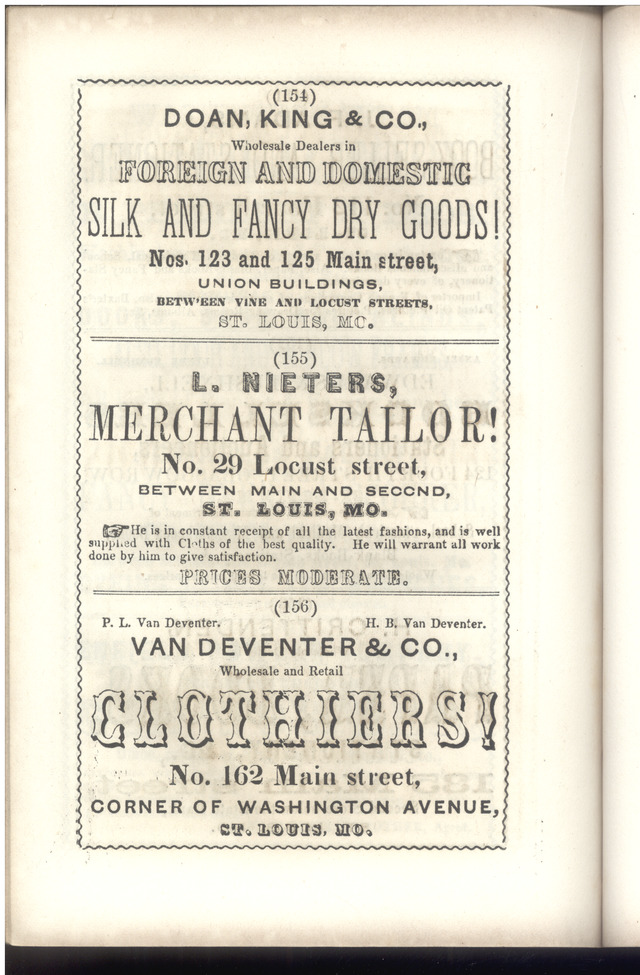 (154)
DOAN, KING & CO.,
Wholesale Dealers in
FOREIGN AND DOMESTIC
SILK AND FANCY DRY GOODS!
Nos. 123 and 125 Main street,
UNION BUILDINGS,
BETWEEN VINE AND LOCUST STREETS,
ST. LOUIS, MO.
(155)
L. NIETERS,
MERCHANT TAILOR!
No. 29 Locust street,
BETWEEN MAIN AND SECOND,
ST. LOUIS, MO.
☞ He is in constant receipt of all the latest fashions, and is well
supplied with Cloths of the best quality. He will warrant all work
done by him to give satisfaction.
PRICES MODERATE.
(156)
P. L. Van Deventer. H. B. Van Deventer.
VAN DEVENTER & CO.,
Wholesale and Retail
CLOTHIERS!
No. 162 Main street,
CORNER OF WASHINGTON AVENUE,
ST. LOUIS, MO.